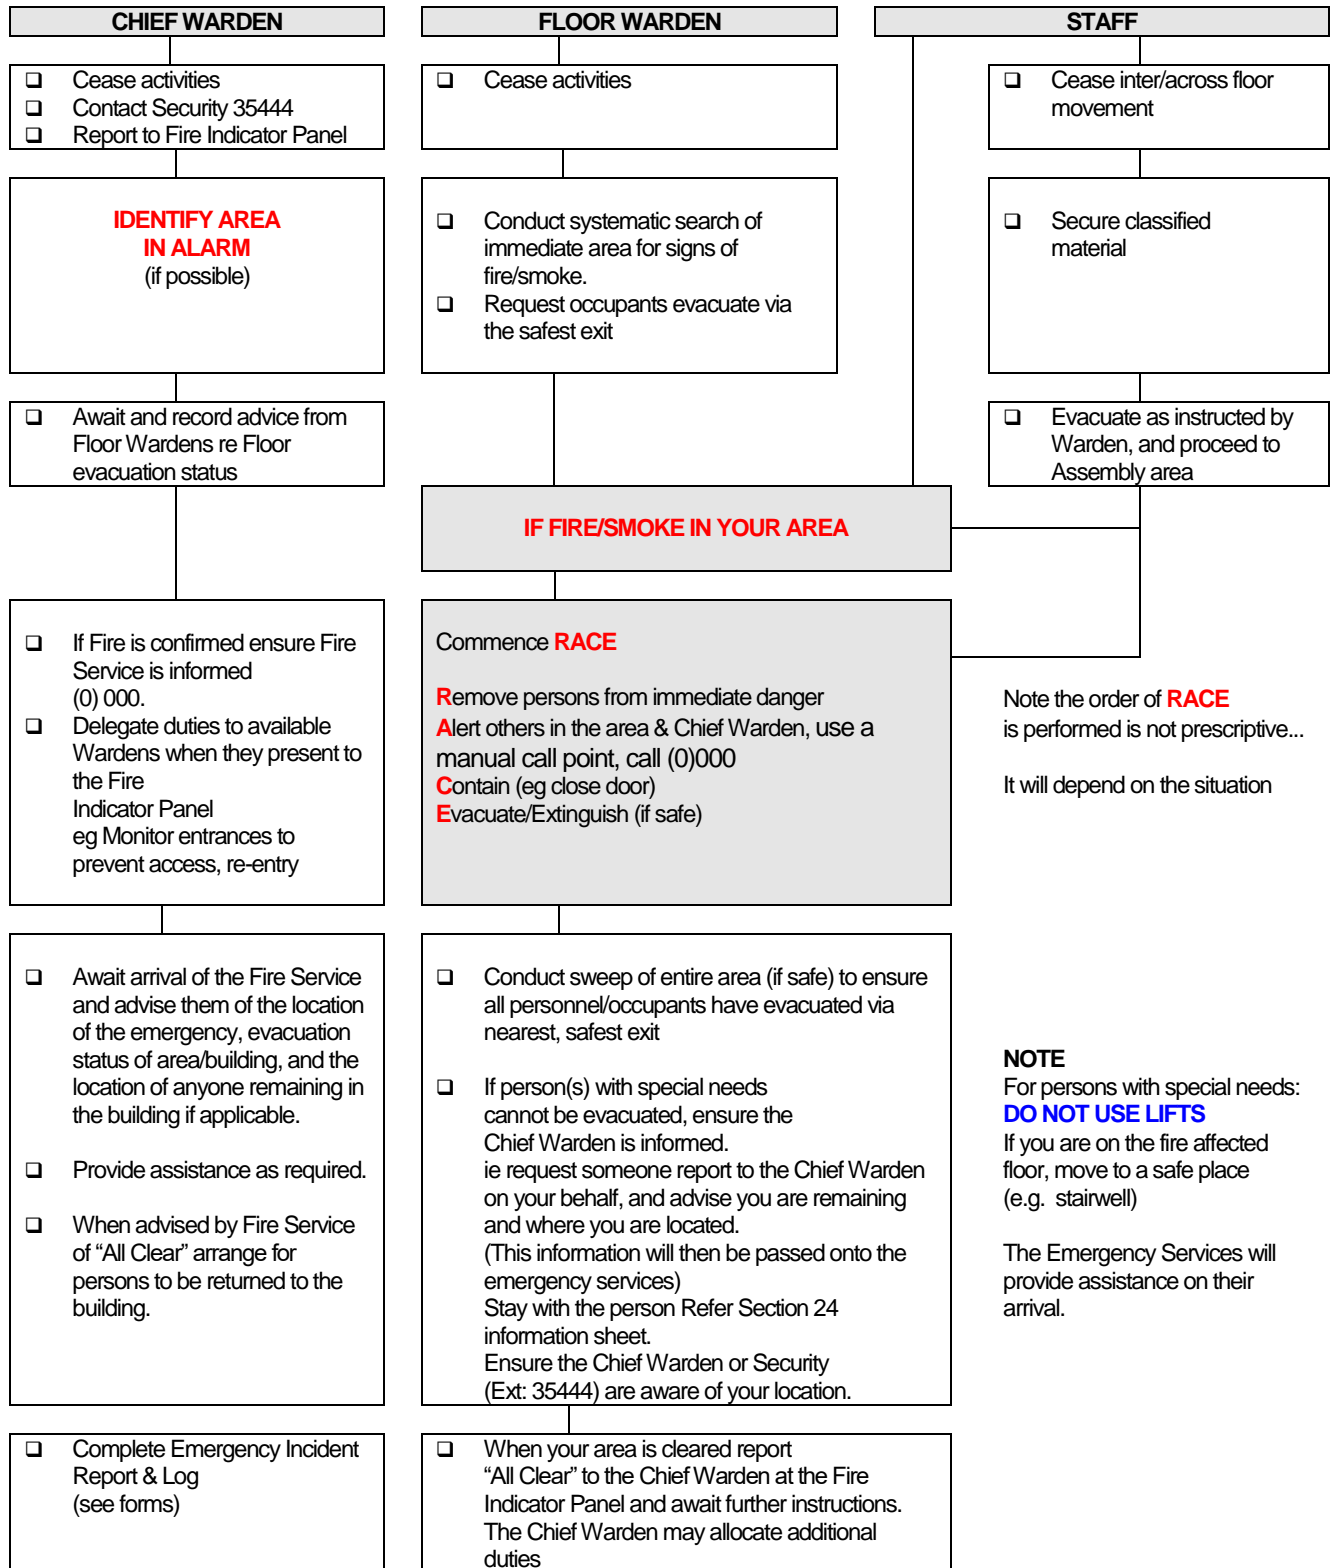 CHIEF WARDEN
❑ Cease activities
❑ Contact Security 35444
❑ Report to Fire Indicator Panel
IDENTIFY AREA
IN ALARM
(if possible)
❑ Await and record advice from
Floor Wardens re Floor
evacuation status
❑ If Fire is confirmed ensure Fire
Service is informed
(0) 000.
❑ Delegate duties to available
Wardens when they present to
the Fire
Indicator Panel
eg Monitor entrances to
prevent access, re-entry
❑ Await arrival of the Fire Service
and advise them of the location
of the emergency, evacuation
status of area/building, and the
location of anyone remaining in
the building if applicable.
❑ Provide assistance as required.
❑ When advised by Fire Service
of “All Clear” arrange for
persons to be returned to the
building.
❑ Complete Emergency Incident
Report & Log
(see forms)
FLOOR WARDEN
❑ Cease activities
❑ Conduct systematic search of
immediate area for signs of
fire/smoke.
❑ Request occupants evacuate via
the safest exit
IF FIRE/SMOKE IN YOUR AREA
Commence RACE
Remove persons from immediate danger
Alert others in the area & Chief Warden, use a
manual call point, call (0)000
Contain (eg close door)
Evacuate/Extinguish (if safe)
❑ Conduct sweep of entire area (if safe) to ensure
all personnel/occupants have evacuated via
nearest, safest exit
❑ If person(s) with special needs
cannot be evacuated, ensure the
Chief Warden is informed.
ie request someone report to the Chief Warden
on your behalf, and advise you are remaining
and where you are located.
(This information will then be passed onto the
emergency services)
Stay with the person Refer Section 24
information sheet.
Ensure the Chief Warden or Security
(Ext: 35444) are aware of your location.
❑ When your area is cleared report
“All Clear” to the Chief Warden at the Fire
Indicator Panel and await further instructions.
The Chief Warden may allocate additional
duties
STAFF
❑ Cease inter/across floor
movement
❑ Secure classified
material
❑ Evacuate as instructed by
Warden, and proceed to
Assembly area
Note the order of RACE
is performed is not prescriptive...
It will depend on the situation
NOTE
For persons with special needs:
DO NOT USE LIFTS
If you are on the fire affected
floor, move to a safe place
(e.g. stairwell)
The Emergency Services will
provide assistance on their
arrival.